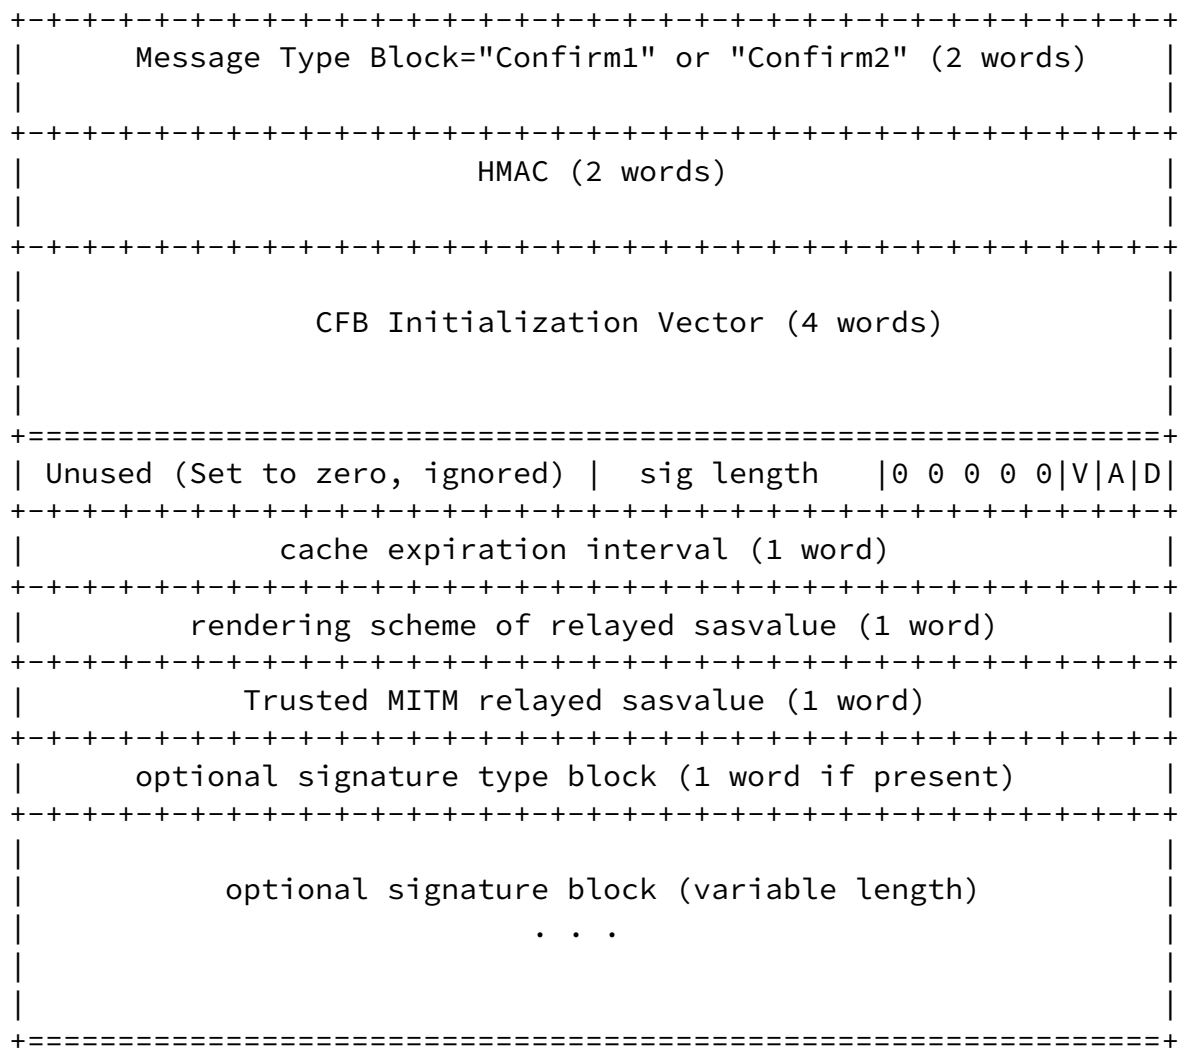 +-+-+-+-+-+-+-+-+-+-+-+-+-+-+-+-+-+-+-+-+-+-+-+-+-+-+-+-+-+-+-+-+
|      Message Type Block="Confirm1" or "Confirm2" (2 words)    |
|                                                               |
+-+-+-+-+-+-+-+-+-+-+-+-+-+-+-+-+-+-+-+-+-+-+-+-+-+-+-+-+-+-+-+-+
|                         HMAC (2 words)                        |
|                                                               |
+-+-+-+-+-+-+-+-+-+-+-+-+-+-+-+-+-+-+-+-+-+-+-+-+-+-+-+-+-+-+-+-+
|                                                               |
|                CFB Initialization Vector (4 words)            |
|                                                               |
|                                                               |
+===============================================================+
| Unused (Set to zero, ignored) |  sig length   |0 0 0 0 0|V|A|D|
+-+-+-+-+-+-+-+-+-+-+-+-+-+-+-+-+-+-+-+-+-+-+-+-+-+-+-+-+-+-+-+-+
|              cache expiration interval (1 word)               |
+-+-+-+-+-+-+-+-+-+-+-+-+-+-+-+-+-+-+-+-+-+-+-+-+-+-+-+-+-+-+-+-+
|         rendering scheme of relayed sasvalue (1 word)         |
+-+-+-+-+-+-+-+-+-+-+-+-+-+-+-+-+-+-+-+-+-+-+-+-+-+-+-+-+-+-+-+-+
|            Trusted MITM relayed sasvalue (1 word)             |
+-+-+-+-+-+-+-+-+-+-+-+-+-+-+-+-+-+-+-+-+-+-+-+-+-+-+-+-+-+-+-+-+
|      optional signature type block (1 word if present)        |
+-+-+-+-+-+-+-+-+-+-+-+-+-+-+-+-+-+-+-+-+-+-+-+-+-+-+-+-+-+-+-+-+
|                                                               |
|           optional signature block (variable length)          |
|                            . . .                              |
|                                                               |
|                                                               |
+===============================================================+